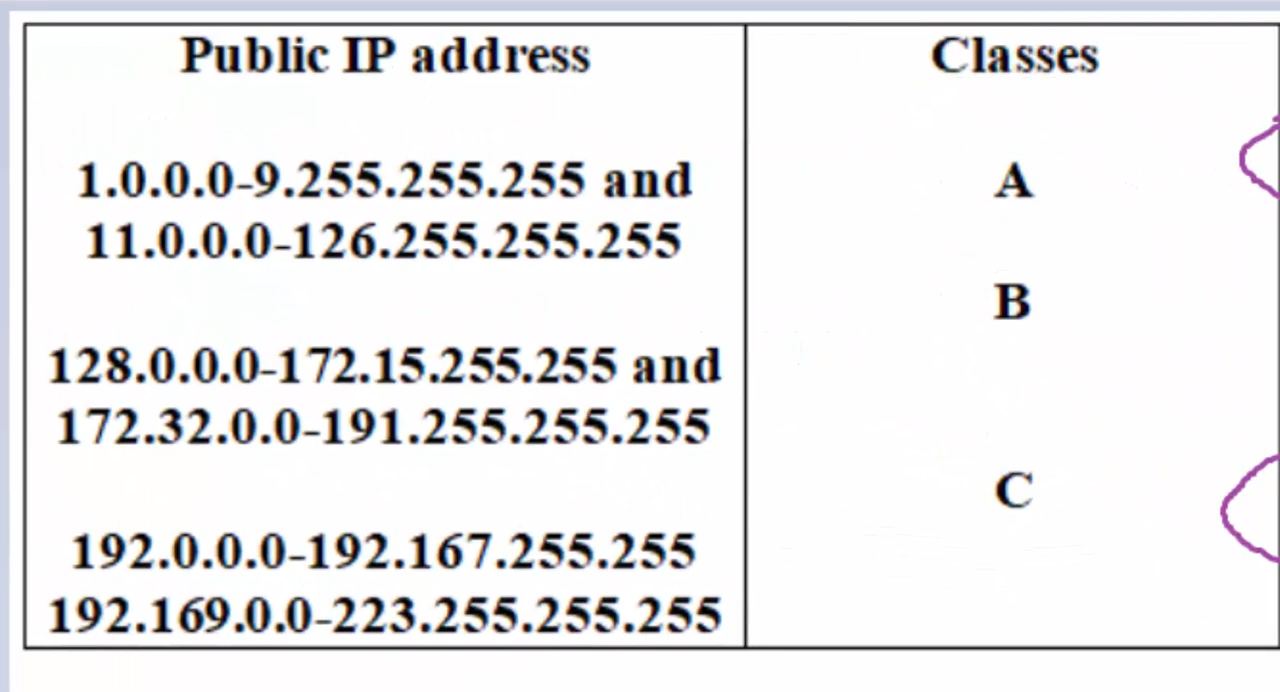 Public IP address
Classes
1.0.0.0-9.255.255.255 and
11.0.0.0-126.255.255.255
A
B
128.0.0.0-172.15.255.255 and
172.32.0.0-191.255.255.255
C
192.0.0.0-192.167.255.255
192.169.0.0-223.255.255.255